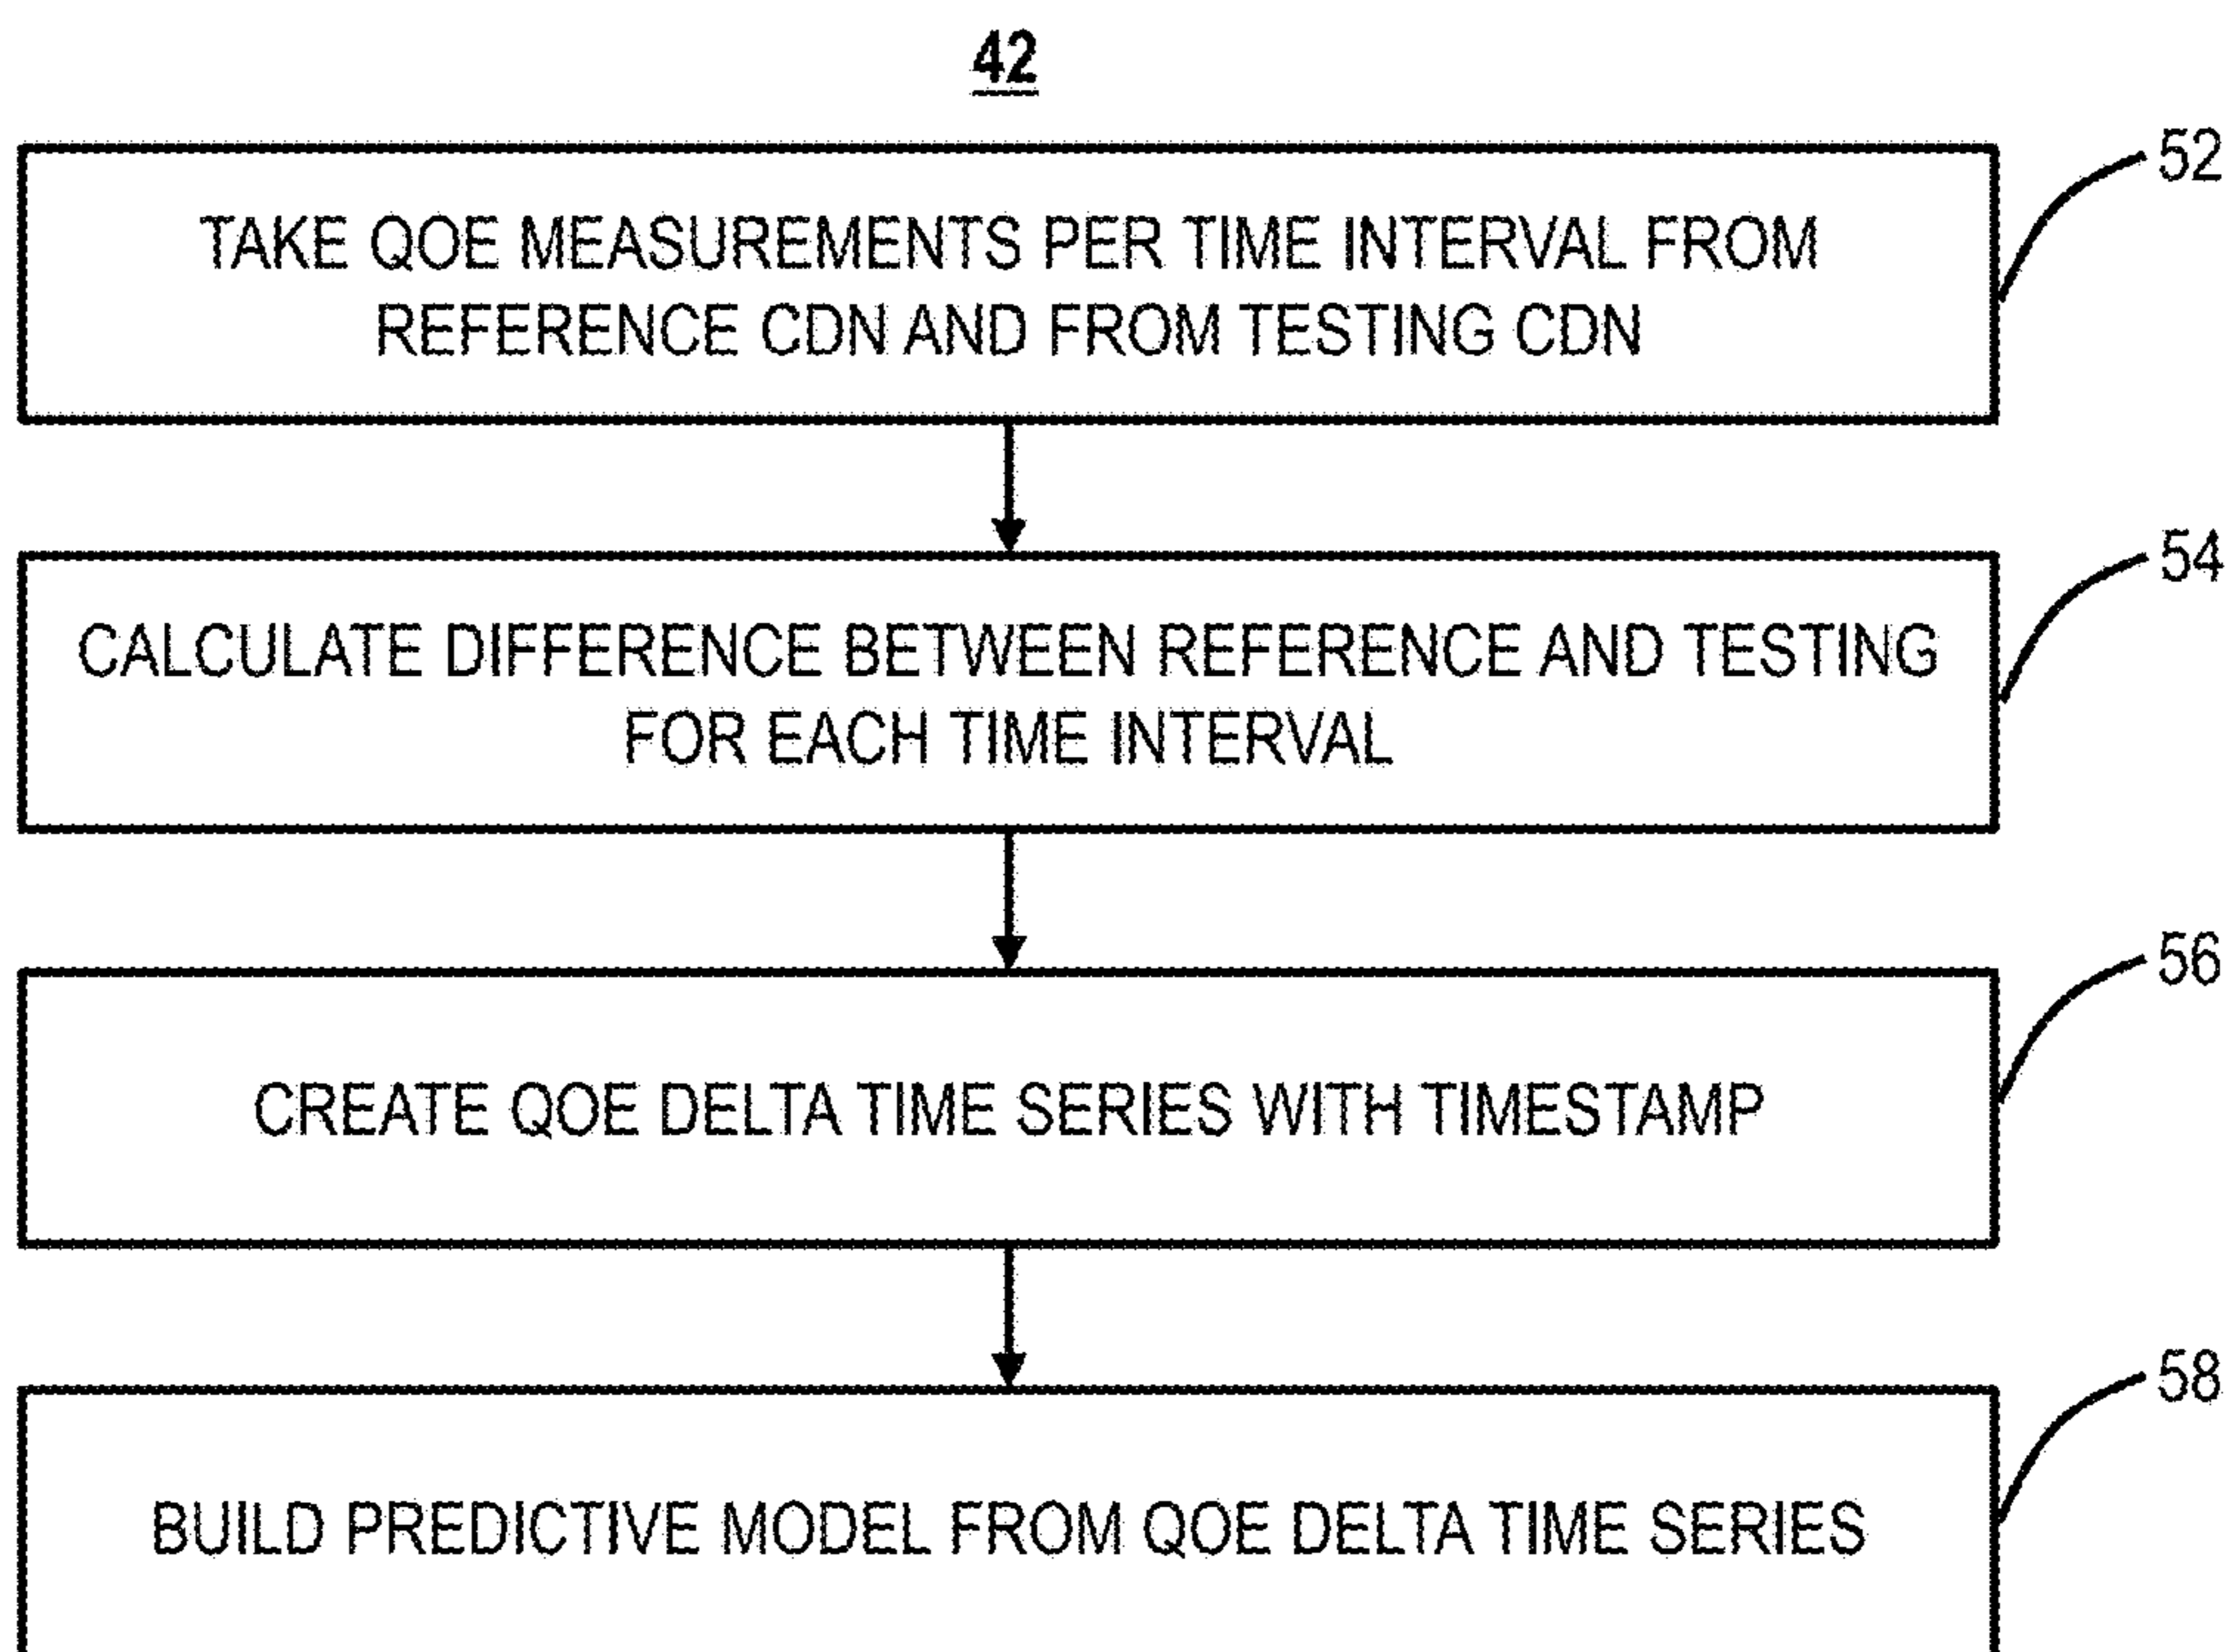 42
TAKE QOE MEASUREMENTS PER TIME INTERVAL FROM
REFERENCE CDN AND FROM TESTING CDN
52
CALCULATE DIFFERENCE BETWEEN REFERENCE AND TESTING
FOR EACH TIME INTERVAL
54
CREATE QOE DELTA TIME SERIES WITH TIMESTAMP
56
BUILD PREDICTIVE MODEL FROM QOE DELTA TIME SERIES
58